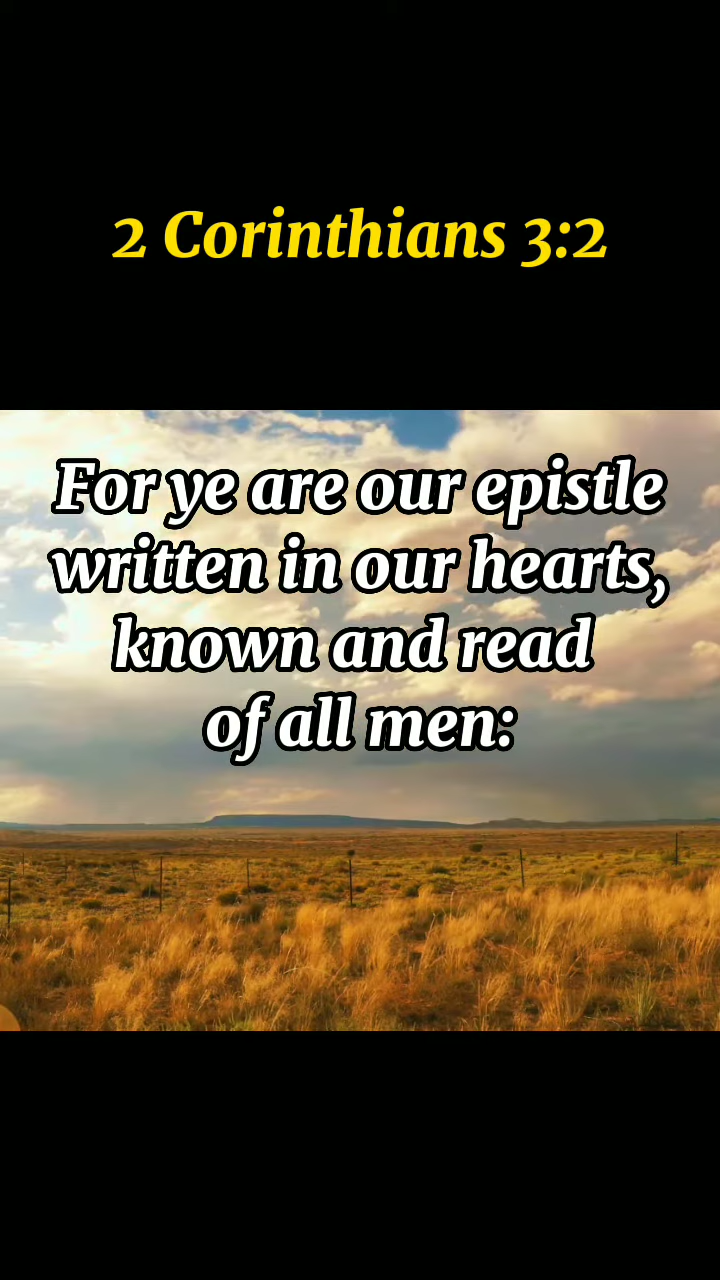 2 Corinthians 3:2
For ye are our epistle
written in our hearts,
known and read
of all men: